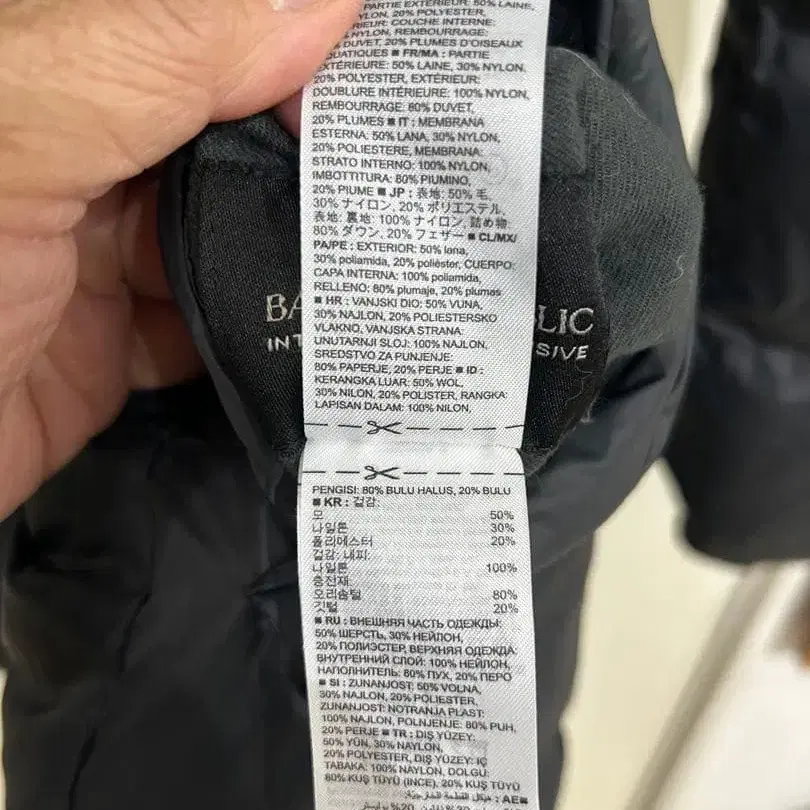 PARTIE EXTÉRIEUR: 50% LAINE,
NYLON, 20% POLYESTER,
COUCHE INTERNE:
NYLON, REMBOURRAGE:
DUVET, 20% PLUMES D'OISEAUX
AQUATIQUES ■ FR/MA : PARTIE
EXTÉRIEURE: 50% LAINE, 30% NYLON,
20% POLYESTER, EXTÉRIEUR:
DOUBLURE INTÉRIEURE: 100% NYLON,
REMBOURRAGE: 80% DUVET,
20% PLUMES ■ IT : MEMBRANA
ESTERNA: 50% LANA, 30% NYLON,
20% POLIESTERE, MEMBRANA:
STRATO INTERNO: 100% NYLON,
IMBOTTITURA: 80% PIUMINO,
20% PIUME ■ JP : 表地: 50% 毛,
30% ナイロン, 20% ポリエステル,
表地: 裏地: 100% ナイロン, 詰め物:
80% ダウン, 20% フェザー ■ CL/MX/
PA/PE : EXTERIOR: 50% lana,
30% poliamida, 20% poliéster, CUERPO:
CAPA INTERNA: 100% poliamida,
RELLENO: 80% plumaje, 20% plumas
■ HR : VANJSKI DIO: 50% VUNA,
30% NAJLON, 20% POLIESTERSKO
VLAKNO, VANJSKA STRANA:
UNUTARNJI SLOJ: 100% NAJLON,
SREDSTVO ZA PUNJENJE:
80% PAPERJE, 20% PERJE ■ ID :
KERANGKA LUAR: 50% WOL,
30% NILON, 20% POLISTER, RANGKA:
LAPISAN DALAM: 100% NILON,
BA LIC
INT SIVE
PENGISI: 80% BULU HALUS, 20% BULU
■ KR : 겉감:
모 50%
나일론 30%
폴리에스터 20%
겉감: 내피:
나일론 100%
충전재:
오리솜털 80%
깃털 20%
■ RU : ВНЕШНЯЯ ЧАСТЬ ОДЕЖДЫ:
50% ШЕРСТЬ, 30% НЕЙЛОН,
20% ПОЛИЭСТЕР, ВЕРХНЯЯ ОДЕЖДА:
ВНУТРЕННИЙ СЛОЙ: 100% НЕЙЛОН,
НАПОЛНИТЕЛЬ: 80% ПУХ, 20% ПЕРО
■ SI : ZUNANJOST: 50% VOLNA,
30% NAJLON, 20% POLIESTER,
ZUNANJOST: NOTRANJA PLAST:
100% NAJLON, POLNJENJE: 80% PUH,
20% PERJE ■ TR : DIŞ YÜZEY:
50% YÜN, 30% NAYLON,
20% POLYESTER, DIŞ YÜZEY: İÇ
TABAKA: 100% NAYLON, DOLGU:
80% KUŞ TÜYÜ (İNCE), 20% KUŞ TÜYÜ
■ AE :